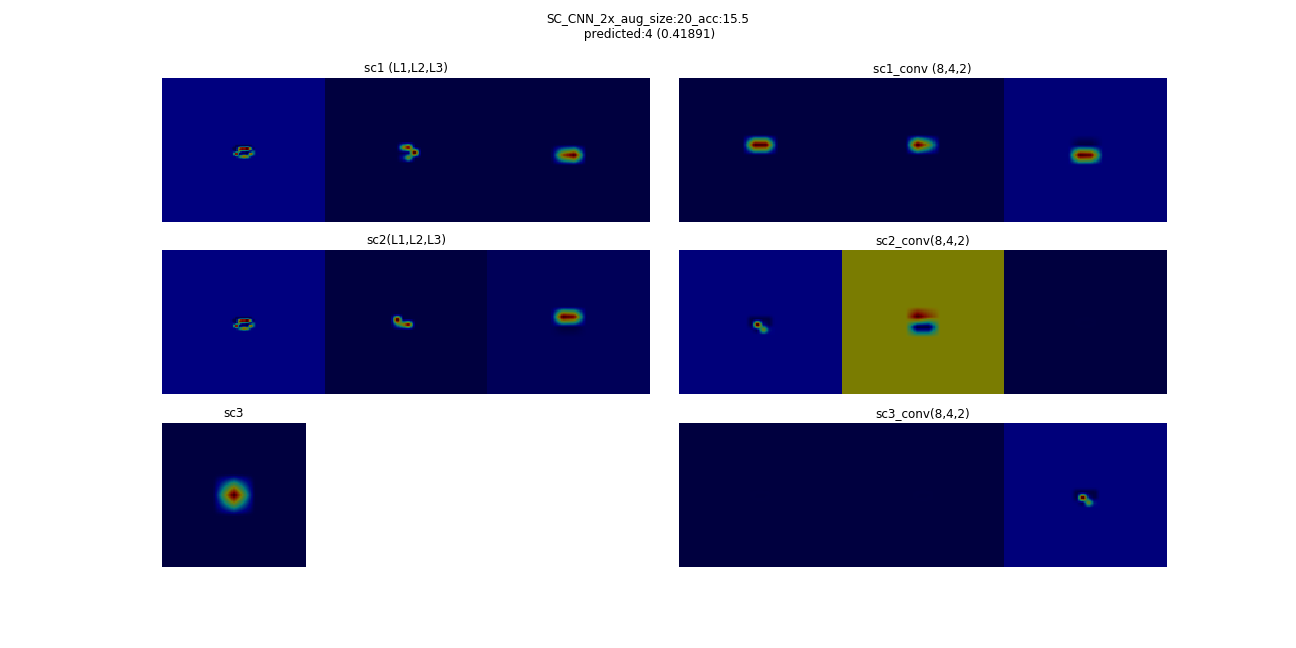 SC_CNN_2x_aug_size:20_acc:15.5
predicted:4 (0.41891)
sc1 (L1,L2,L3)
sc1_conv (8,4,2)
sc2(L1,L2,L3)
sc2_conv(8,4,2)
sc3
sc3_conv(8,4,2)